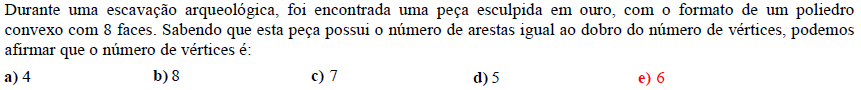 Durante uma escavação arqueológica, foi encontrada uma peça esculpida em ouro, com o formato de um poliedro
convexo com 8 faces. Sabendo que esta peça possui o número de arestas igual ao dobro do número de vértices, podemos
afirmar que o número de vértices é:
a) 4 b) 8 c) 7 d) 5 e) 6